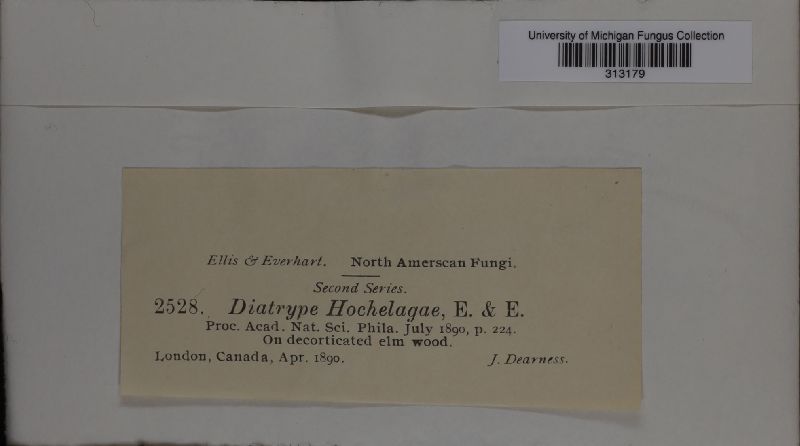 University of Michigan Fungus Collection
313179
Ellis & Everhart. North Amerscan Fungi.
Second Series.
2528. Diatrype Hochelagae, E. & E.
Proc. Acad. Nat. Sci. Phila. July 1890, p. 224.
On decorticated elm wood.
London, Canada, Apr. 1890. J. Dearness.